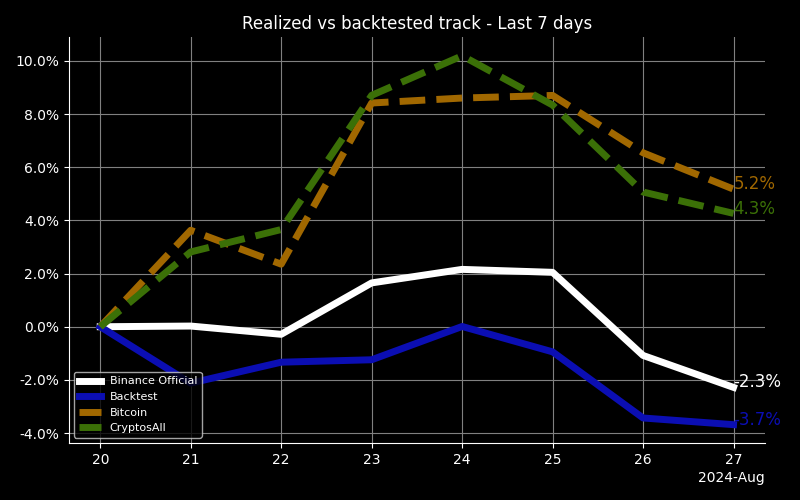 Realized vs backtested track - Last 7 days
10.0%
8.0%
6.0%
4.0%
2.0%
0.0%
-2.0%
-4.0%
5.2%
4.3%
-2.3%
-3.7%
Binance Official
Backtest
Bitcoin
CryptosAll
20 21 22 23 24 25 26 27
2024-Aug